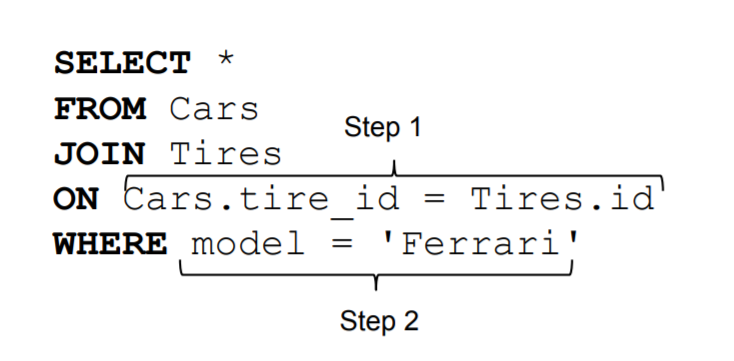 SELECT *
FROM Cars
Step 1
JOIN Tires
ON Cars.tire_id = Tires.id
WHERE model = 'Ferrari'
Step 2